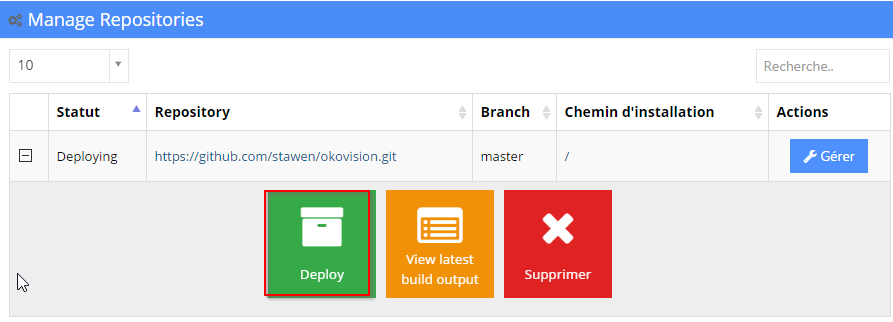 Manage Repositories
10
Recherche..
Statut Repository Branch Chemin d'installation Actions
Deploying https://github.com/stawen/okovision.git master / Gérer
Deploy
View latest
build output
Supprimer